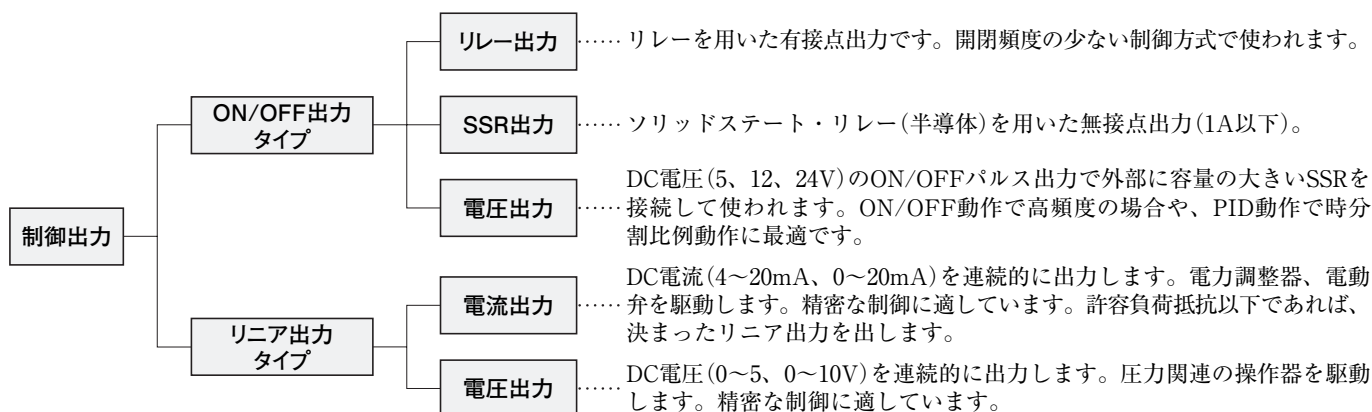 制御出力
ON/OFF出力
タイプ
リレー出力
……リレーを用いた有接点出力です。開閉頻度の少ない制御方式で使われます。
SSR出力
……ソリッドステート・リレー(半導体)を用いた無接点出力(1A以下)。
電圧出力
DC電圧(5、12、24V)のON/OFFパルス出力で外部に容量の大きいSSRを
……接続して使われます。ON/OFF動作で高頻度の場合や、PID動作で時分
割比例動作に最適です。
リニア出力
タイプ
電流出力
DC電流(4〜20mA、0〜20mA)を連続的に出力します。電力調整器、電動
……弁を駆動します。精密な制御に適しています。許容負荷抵抗以下であれば、
決まったリニア出力を出します。
電圧出力
……DC電圧(0〜5、0〜10V)を連続的に出力します。圧力関連の操作器を駆動
します。精密な制御に適しています。